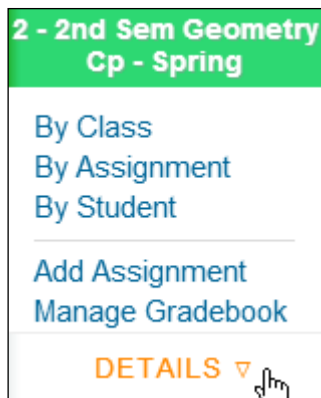 2 - 2nd Sem Geometry
Cp - Spring
By Class
By Assignment
By Student
Add Assignment
Manage Gradebook
DETAILS ▿